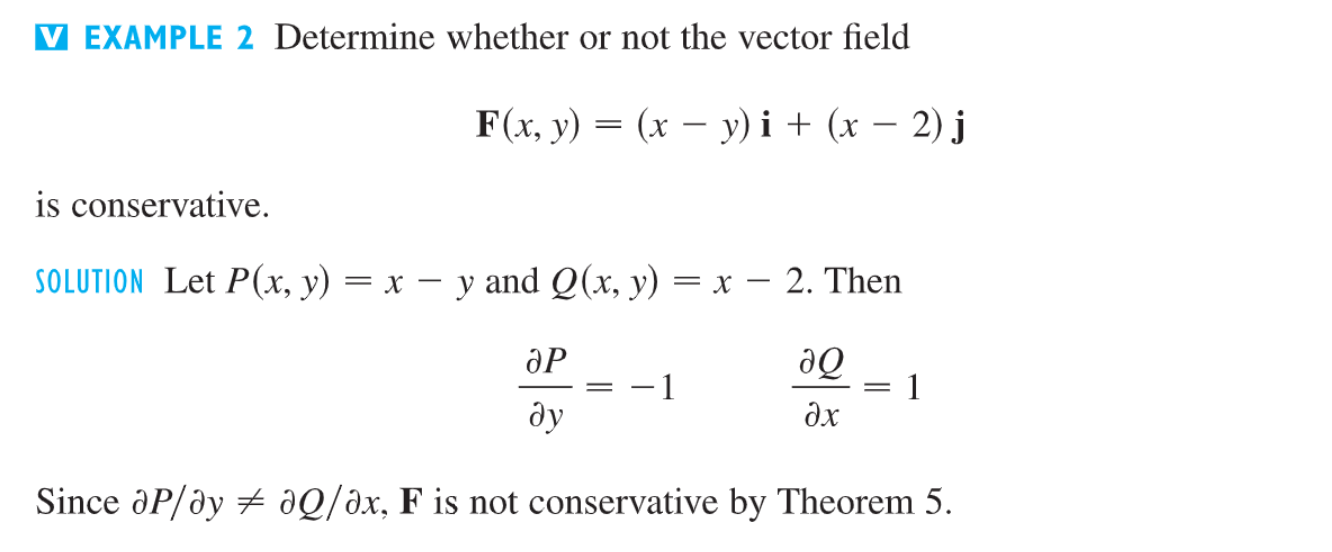 V EXAMPLE 2 Determine whether or not the vector field
F(x, y) = (x − y) i + (x − 2) j
is conservative.
SOLUTION Let P(x, y) = x − y and Q(x, y) = x − 2. Then
∂P/∂y = −1 ∂Q/∂x = 1
Since ∂P/∂y ≠ ∂Q/∂x, F is not conservative by Theorem 5.